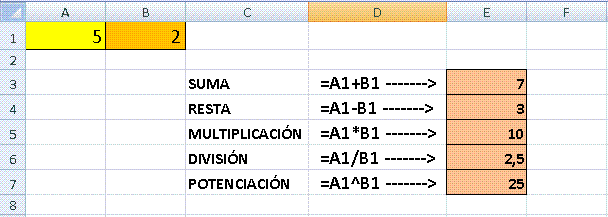 A B C D E F
1 5 2
2
3 SUMA =A1+B1 -------> 7
4 RESTA =A1-B1 -------> 3
5 MULTIPLICACIÓN =A1*B1 -------> 10
6 DIVISIÓN =A1/B1 -------> 2,5
7 POTENCIACIÓN =A1^B1 -------> 25
8